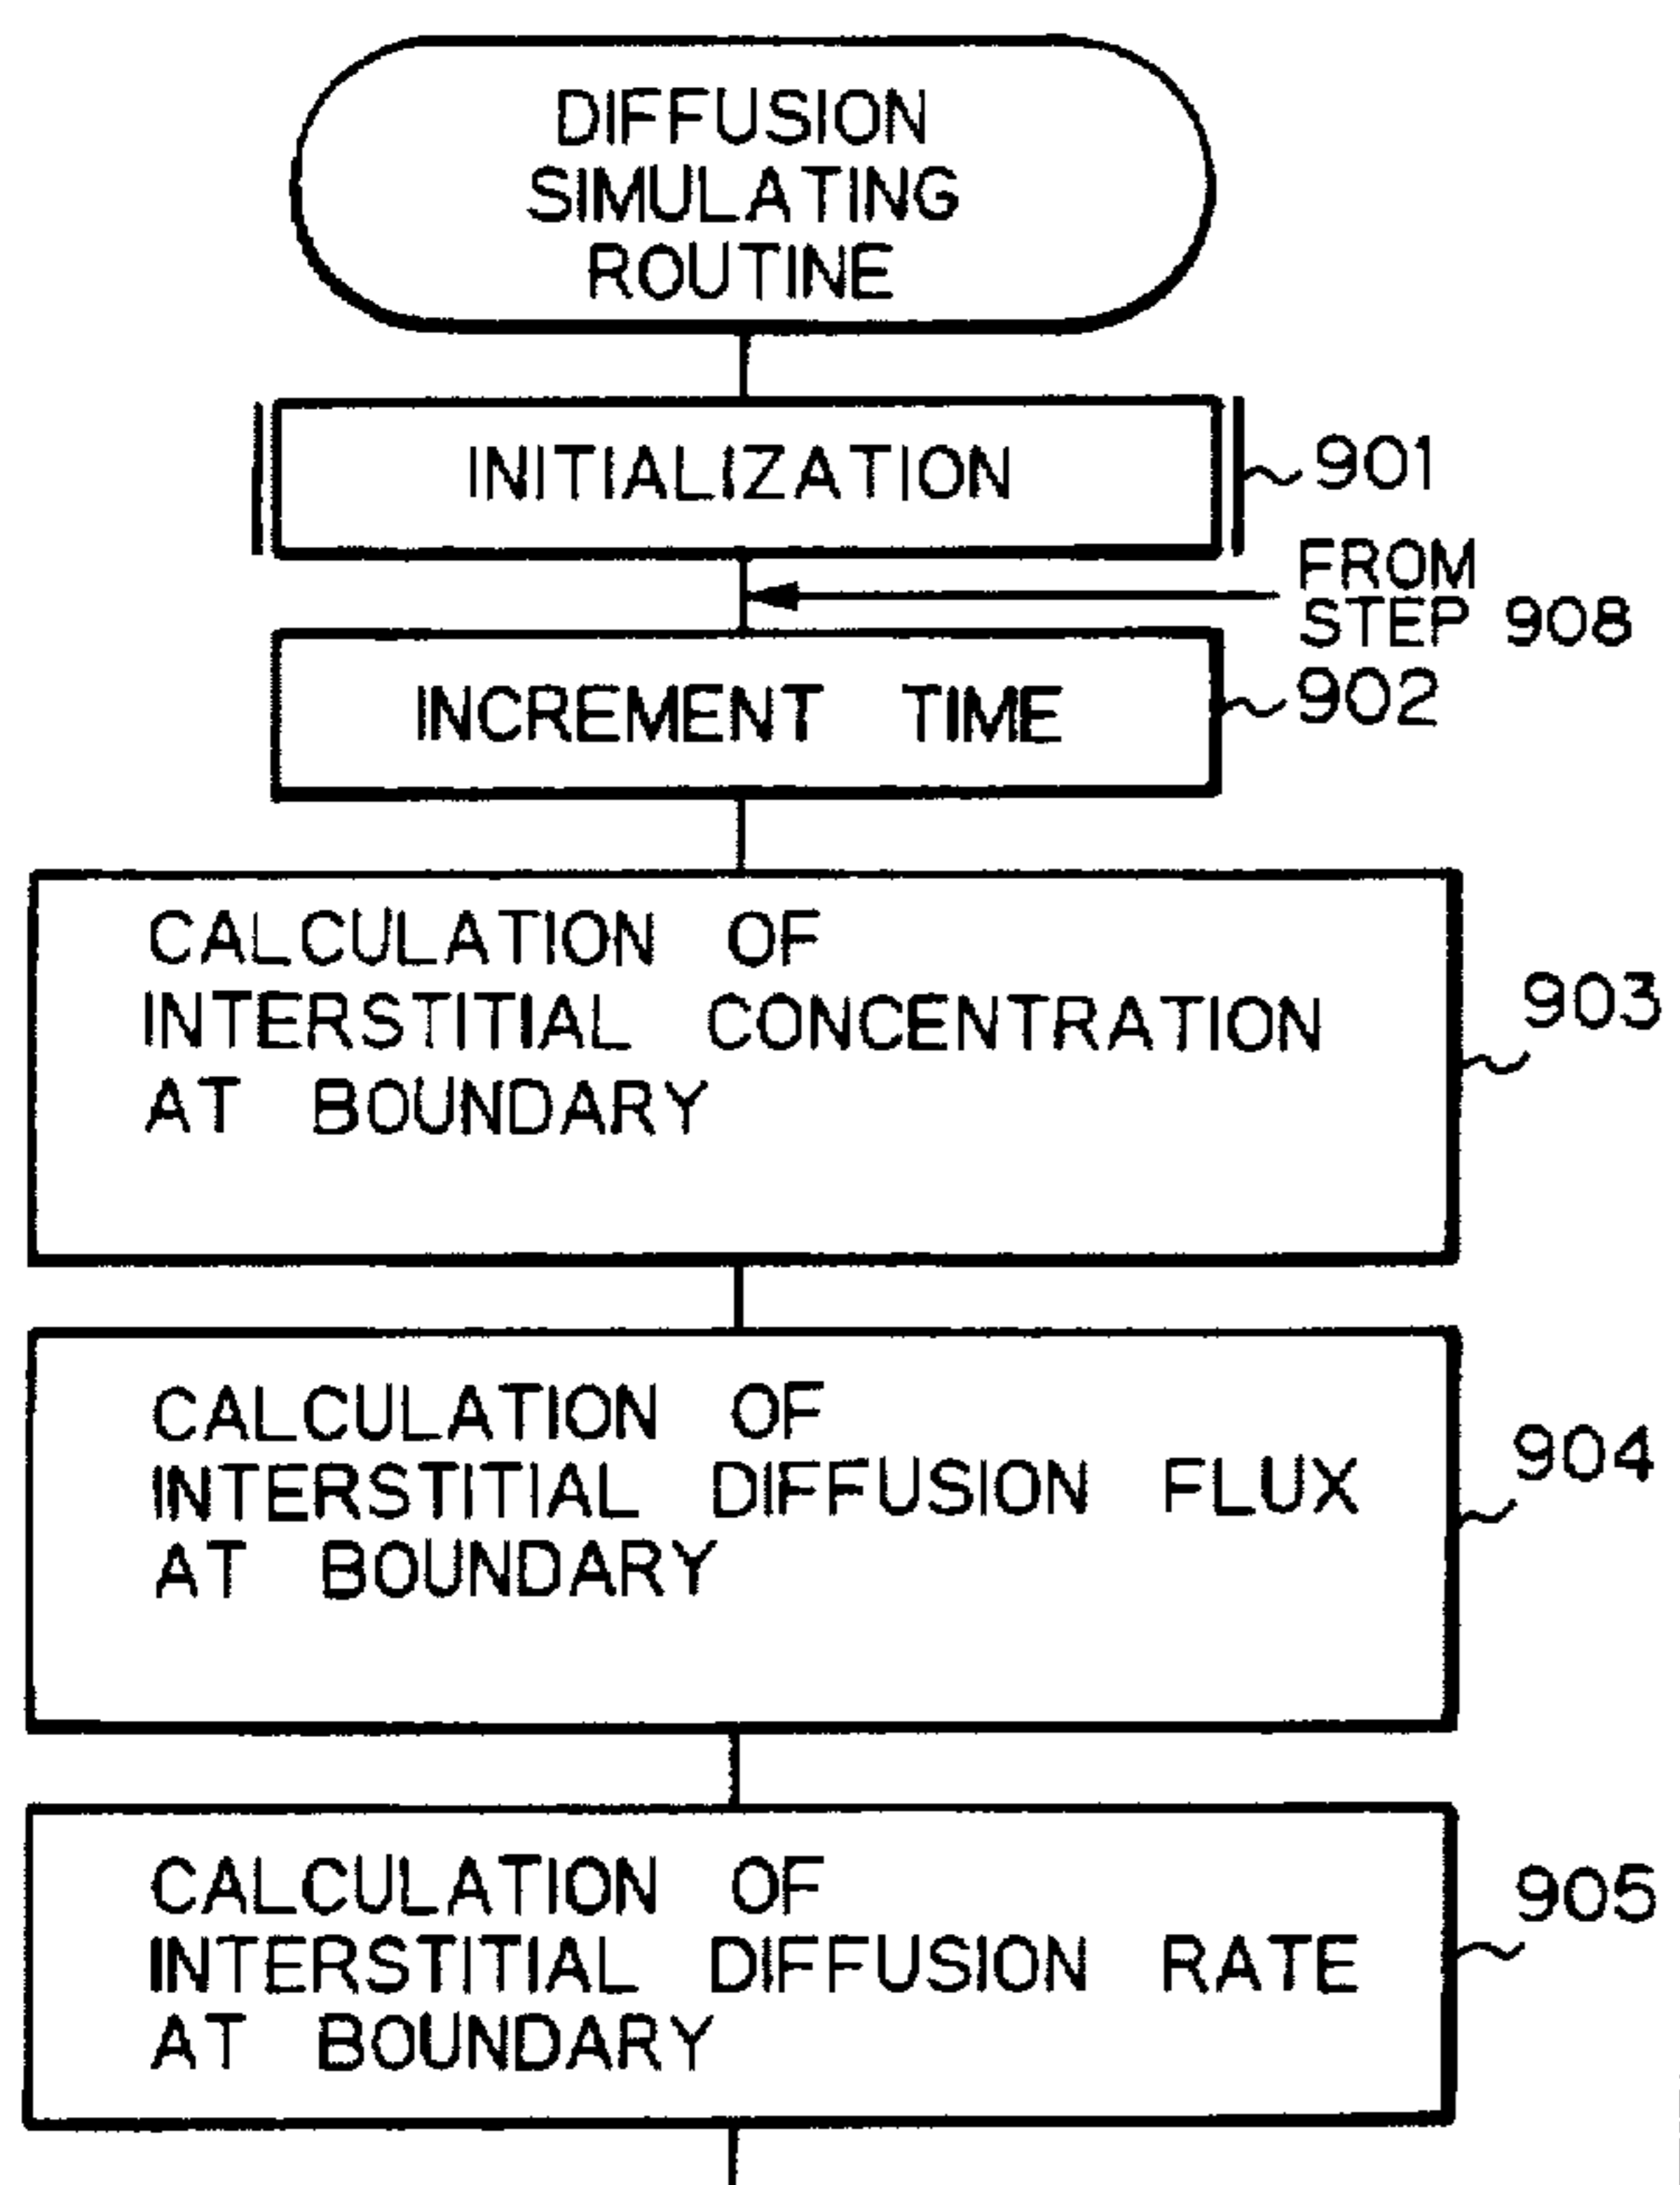 DIFFUSION
SIMULATING
ROUTINE
INITIALIZATION
901
FROM
STEP 908
INCREMENT TIME
902
CALCULATION OF
INTERSTITIAL CONCENTRATION
AT BOUNDARY
903
CALCULATION OF
INTERSTITIAL DIFFUSION FLUX
AT BOUNDARY
904
CALCULATION OF
INTERSTITIAL DIFFUSION RATE
AT BOUNDARY
905